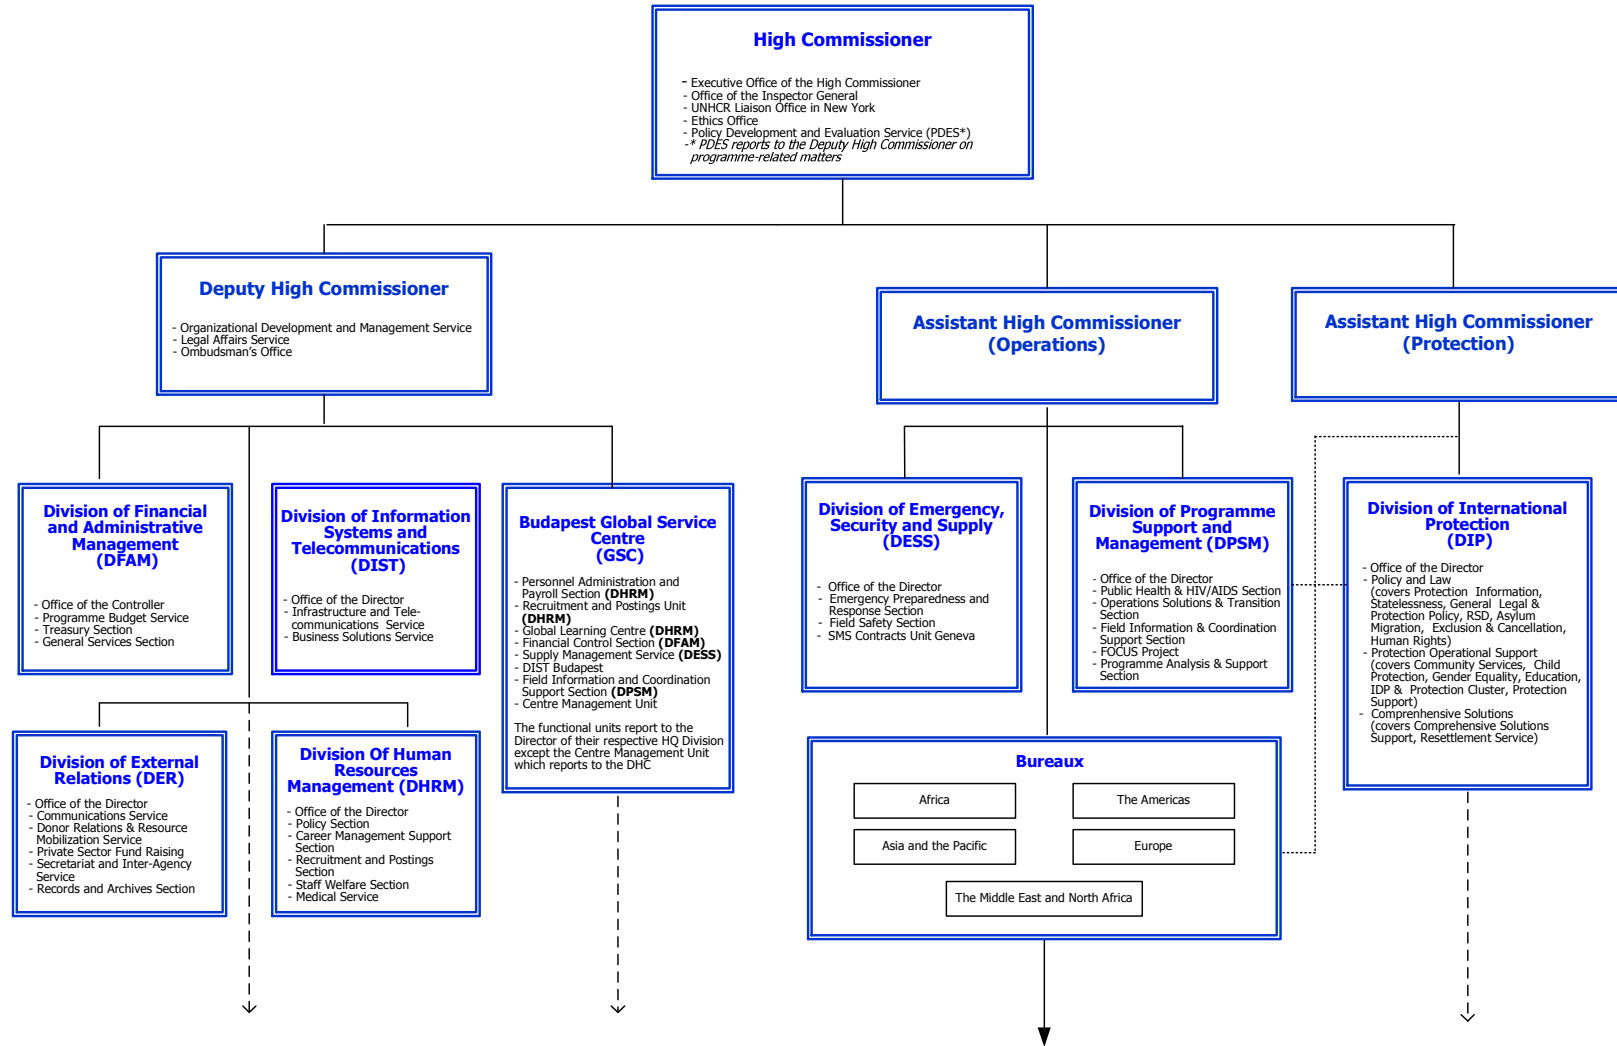 High Commissioner
- Executive Office of the High Commissioner
- Office of the Inspector General
- UNHCR Liaison Office in New York
- Ethics Office
- Policy Development and Evaluation Service (PDES*)
-* PDES reports to the Deputy High Commissioner on
programme-related matters
Deputy High Commissioner
- Organizational Development and Management Service
- Legal Affairs Service
- Ombudsman's Office
Assistant High Commissioner
(Operations)
Assistant High Commissioner
(Protection)
Division of Financial
and Administrative
Management
(DFAM)
- Office of the Controller
- Programme Budget Service
- Treasury Section
- General Services Section
Division of Information
Systems and
Telecommunications
(DIST)
- Office of the Director
- Infrastructure and Tele-
communications Service
- Business Solutions Service
Budapest Global Service
Centre
(GSC)
- Personnel Administration and
Payroll Section (DHRM)
- Recruitment and Postings Unit
(DHRM)
- Global Learning Centre (DHRM)
- Financial Control Section (DFAM)
- Supply Management Service (DESS)
- DIST Budapest
- Field Information and Coordination
Support Section (DPSM)
- Centre Management Unit
The functional units report to the
Director of their respective HQ Division
except the Centre Management Unit
which reports to the DHC
Division of Emergency,
Security and Supply
(DESS)
- Office of the Director
- Emergency Preparedness and
Response Section
- Field Safety Section
- SMS Contracts Unit Geneva
Division of Programme
Support and
Management (DPSM)
- Office of the Director
- Public Health & HIV/AIDS Section
- Operations Solutions & Transition
Section
- Field Information & Coordination
Support Section
- FOCUS Project
- Programme Analysis & Support
Section
Division of International
Protection
(DIP)
- Office of the Director
- Policy and Law
(covers Protection Information,
Statelessness, General Legal &
Protection Policy, RSD, Asylum
Migration, Exclusion & Cancellation,
Human Rights)
- Protection Operational Support
(covers Community Services, Child
Protection, Gender Equality, Education,
IDP & Protection Cluster, Protection
Support)
- Comprenhensive Solutions
(covers Comprehensive Solutions
Support, Resettlement Service)
Division of External
Relations (DER)
- Office of the Director
- Communications Service
- Donor Relations & Resource
Mobilization Service
- Private Sector Fund Raising
- Secretariat and Inter-Agency
Service
- Records and Archives Section
Division Of Human
Resources
Management (DHRM)
- Office of the Director
- Policy Section
- Career Management Support
Section
- Recruitment and Postings
Section
- Staff Welfare Section
- Medical Service
Bureaux
Africa
The Americas
Asia and the Pacific
Europe
The Middle East and North Africa